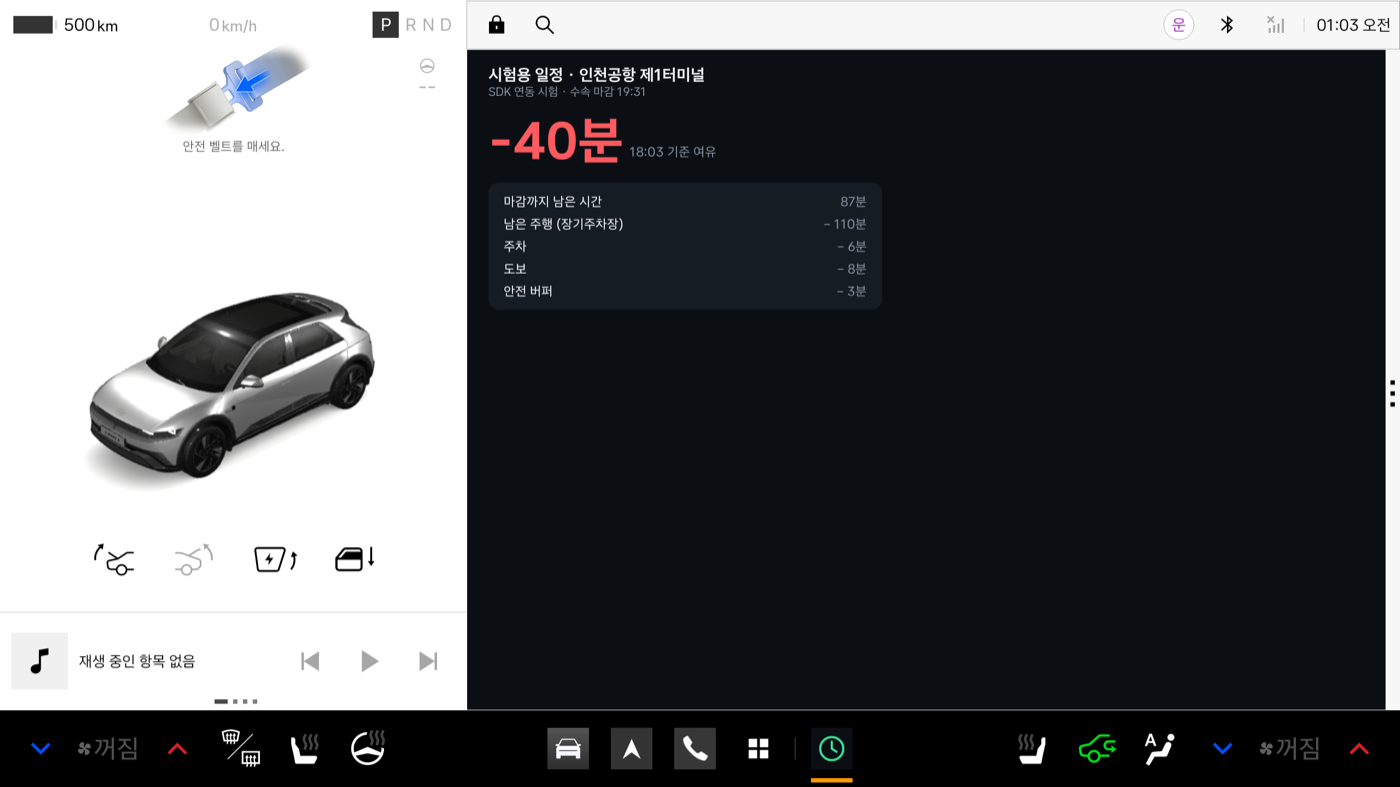 500km
0km/h
P R N D
안전 벨트를 매세요.
재생 중인 항목 없음
운
01:03 오전
시험용 일정 · 인천공항 제1터미널
SDK 연동 시험 · 수속 마감 19:31
-40분 18:03 기준 여유
마감까지 남은 시간 87분
남은 주행 (장기주차장) − 110분
주차 − 6분
도보 − 8분
안전 버퍼 − 3분
꺼짐
A
꺼짐